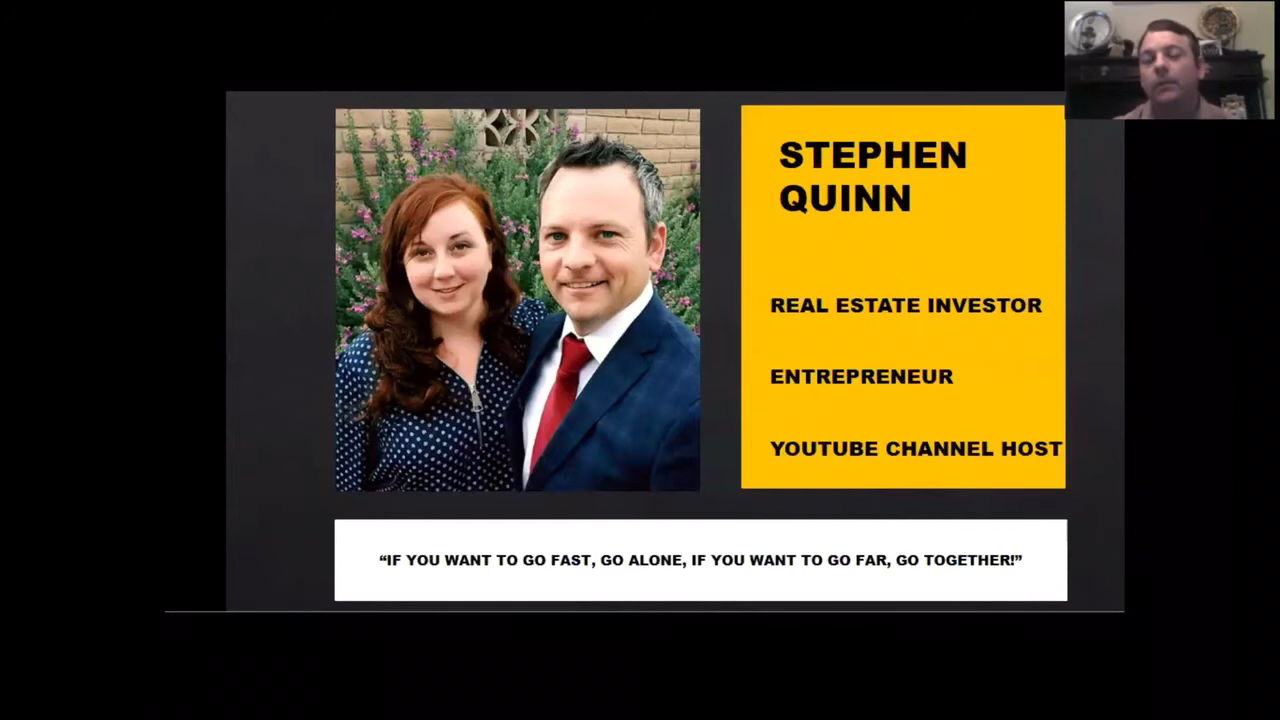 STEPHEN
QUINN
REAL ESTATE INVESTOR
ENTREPRENEUR
YOUTUBE CHANNEL HOST
“IF YOU WANT TO GO FAST, GO ALONE, IF YOU WANT TO GO FAR, GO TOGETHER!”